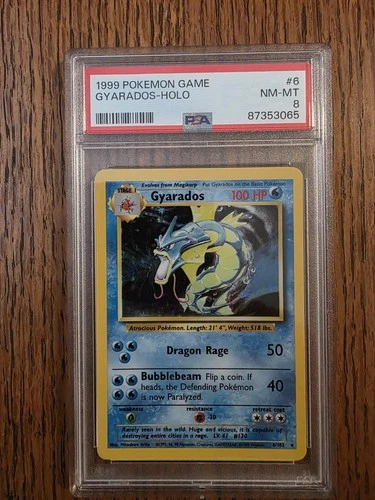 1999 POKEMON GAME #6
GYARADOS-HOLO NM-MT
8
PSA 87353065
STAGE 1 Evolves from Magikarp Put Gyarados on the Basic Pokémon
Gyarados 100 HP
Atrocious Pokémon. Length: 21' 4", Weight: 518 lbs.
Dragon Rage 50
Bubblebeam Flip a coin. If
heads, the Defending Pokémon 40
is now Paralyzed.
weakness resistance retreat cost
-30
Rarely seen in the wild. Huge and vicious, it is capable of
destroying entire cities in a rage. LV. 41 #130